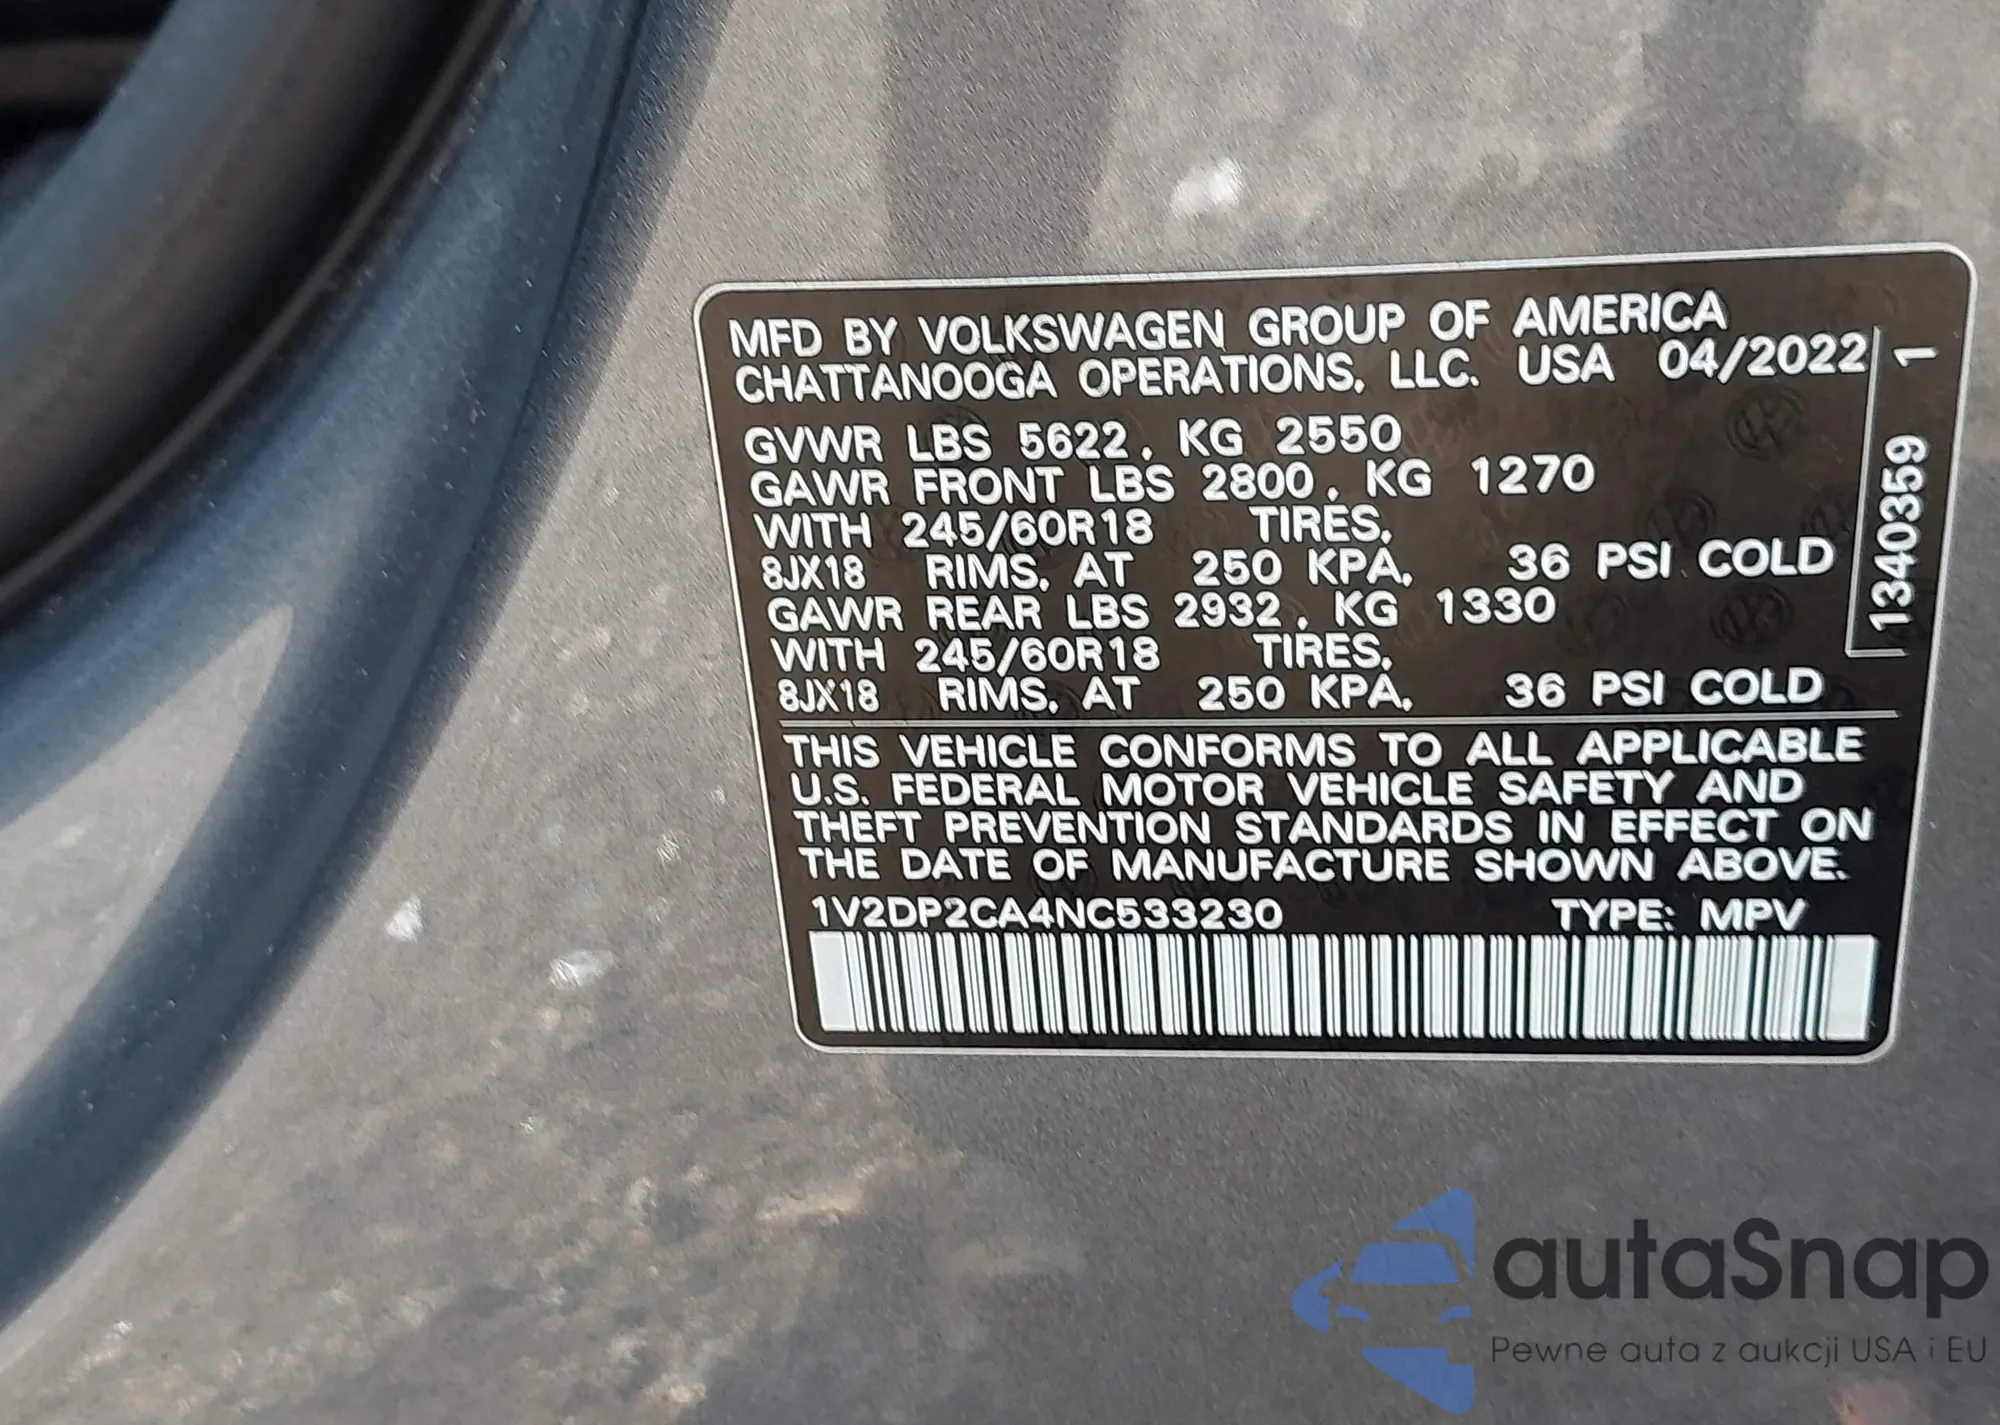 MFD BY VOLKSWAGEN GROUP OF AMERICA
CHATTANOOGA OPERATIONS, LLC. USA 04/2022
GVWR LBS 5622, KG 2550
GAWR FRONT LBS 2800, KG 1270
WITH 245/60R18 TIRES,
8JX18 RIMS, AT 250 KPA, 36 PSI COLD
GAWR REAR LBS 2932, KG 1330
WITH 245/60R18 TIRES,
8JX18 RIMS, AT 250 KPA, 36 PSI COLD
1340359 1
THIS VEHICLE CONFORMS TO ALL APPLICABLE
U.S. FEDERAL MOTOR VEHICLE SAFETY AND
THEFT PREVENTION STANDARDS IN EFFECT ON
THE DATE OF MANUFACTURE SHOWN ABOVE.
1V2DP2CA4NC533230 TYPE: MPV
autaSnap
Pewne auta z aukcji USA i EU